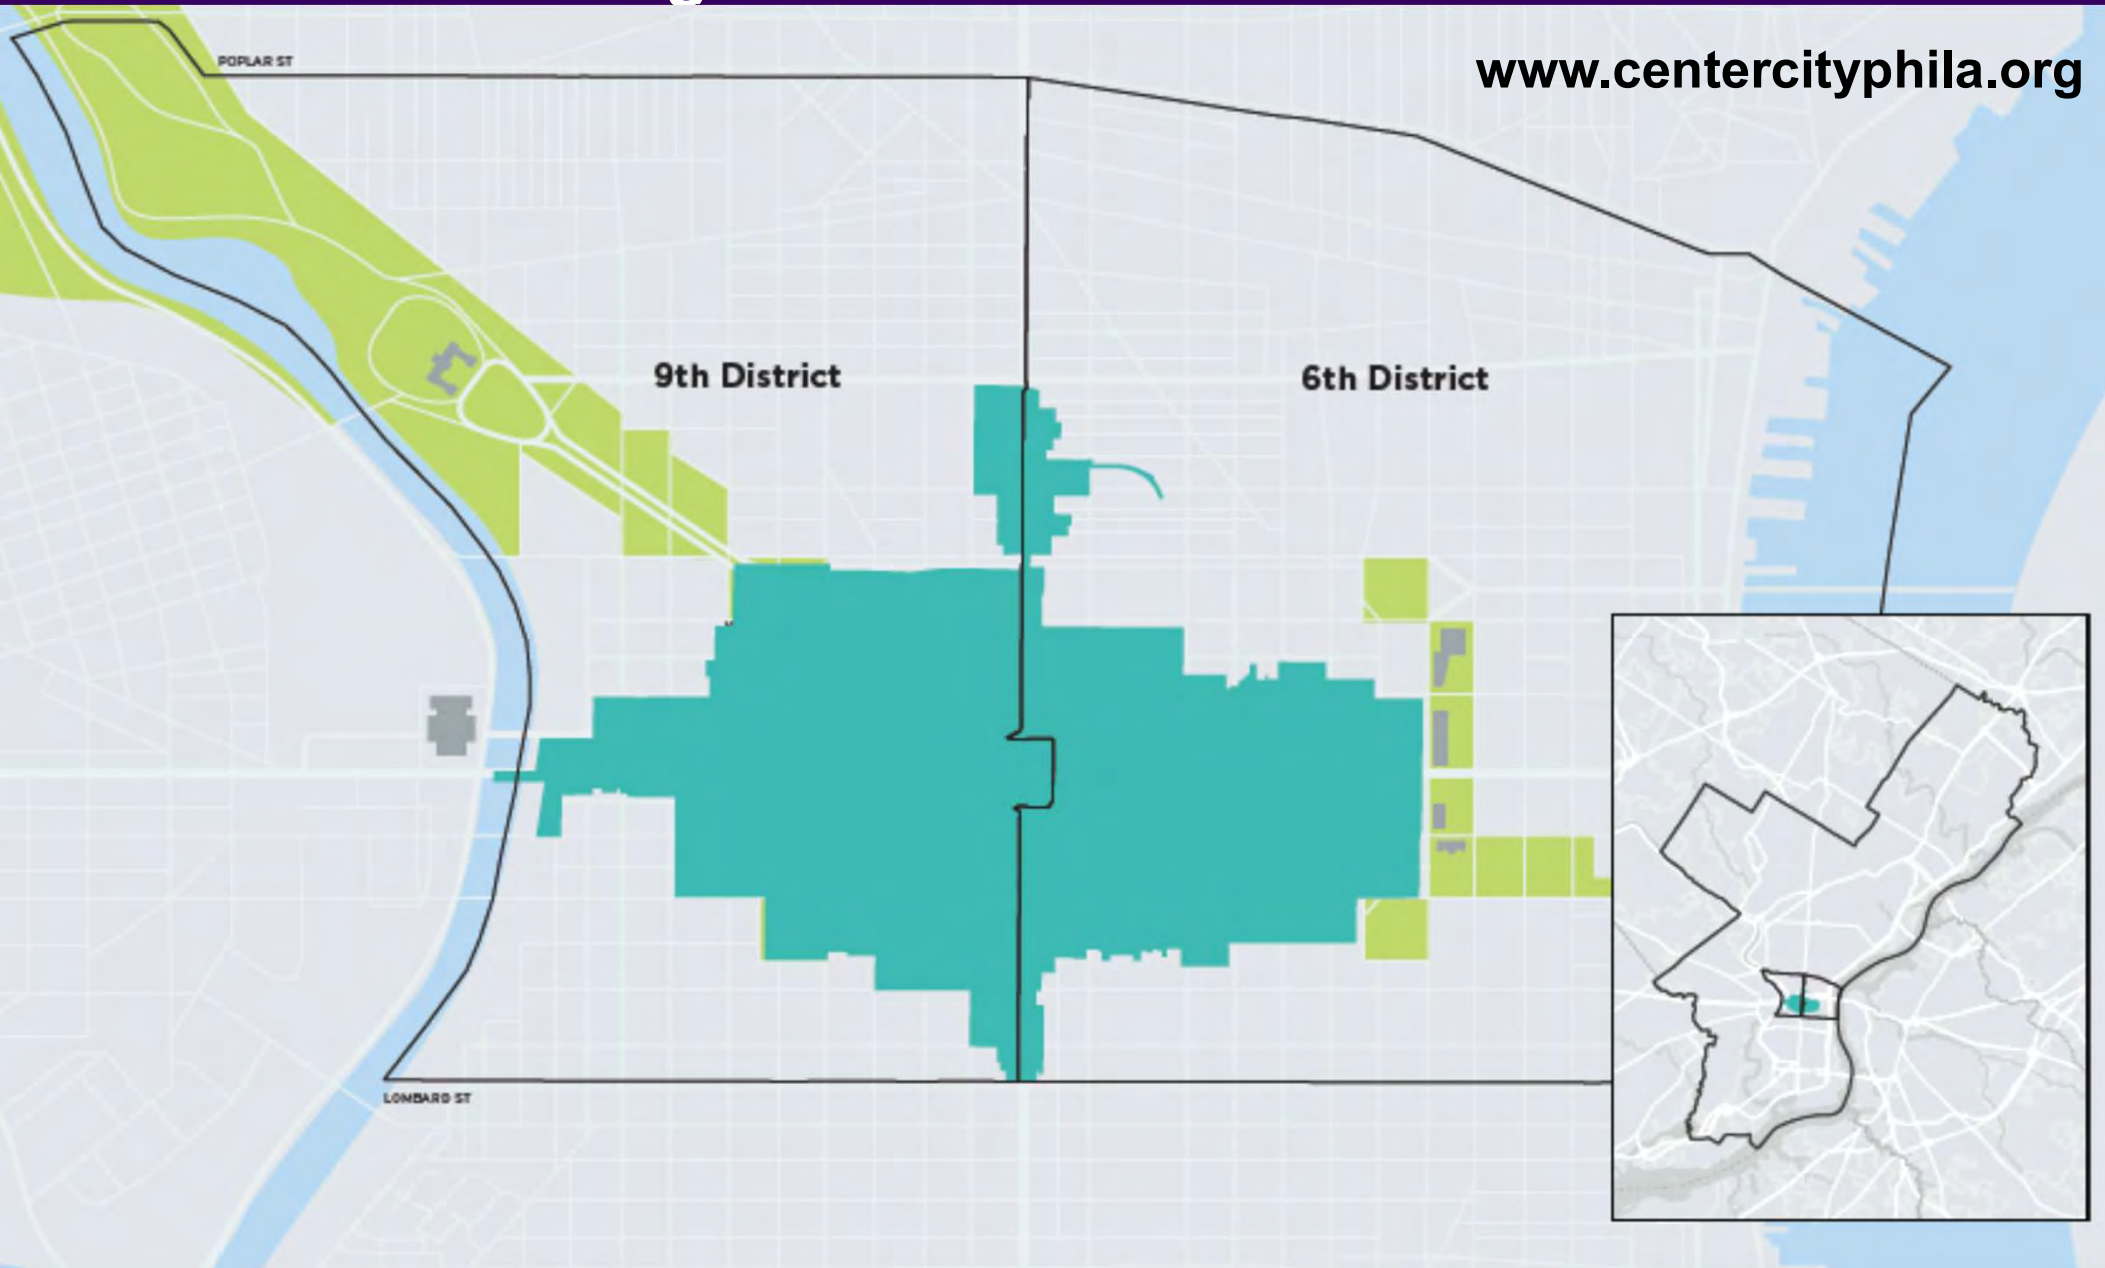 POPLAR ST
www.centercityphila.org
9th District
6th District
LOMBARD ST